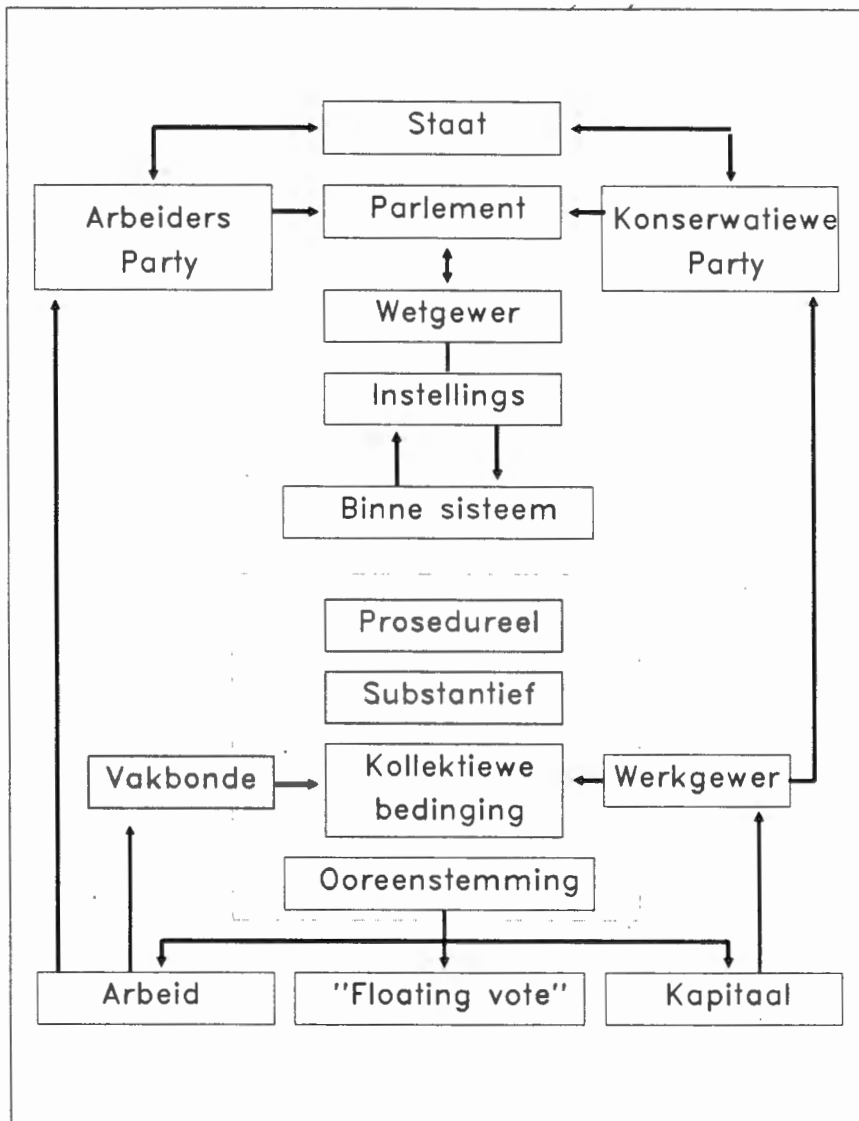 Staat
Arbeiders
Party
Parlement
Konserwatiewe
Party
Wetgewer
Instellings
Binne sisteem
Prosedureel
Substantief
Vakbonde
Kollektiewe
bedinging
Werkgewer
Ooreenstemming
Arbeid
"Floating vote"
Kapitaal